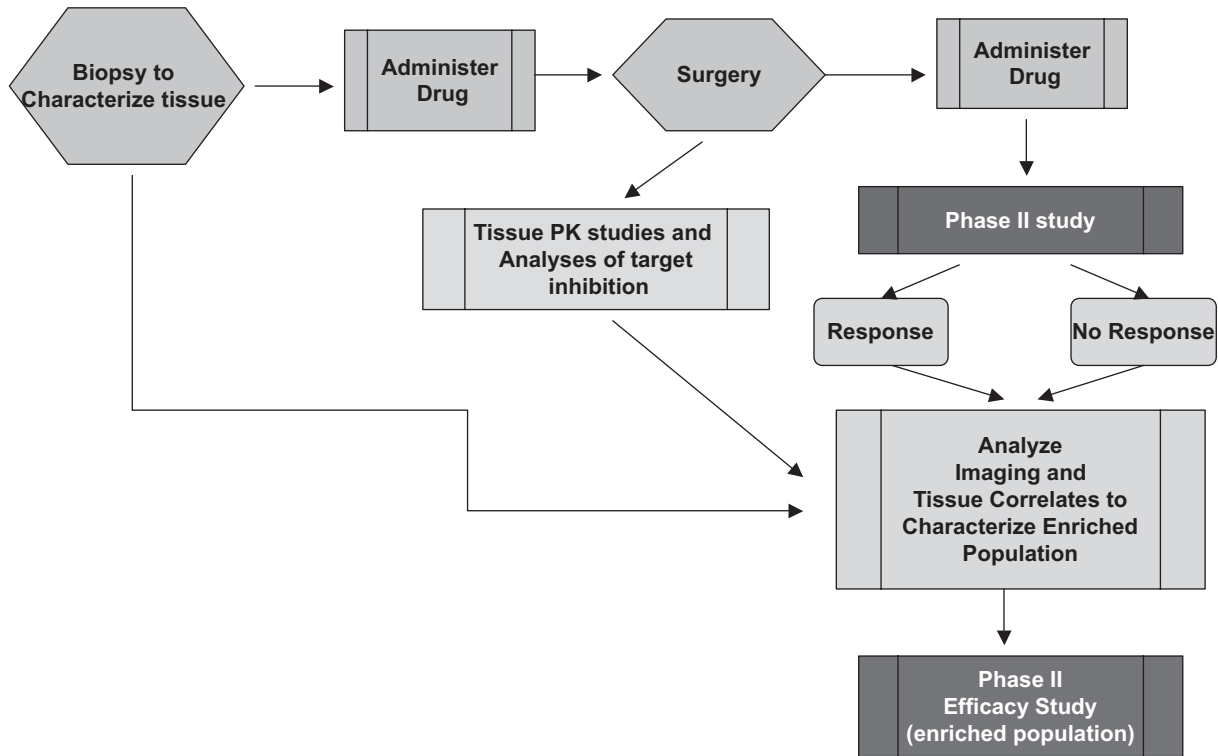 Biopsy to
Characterize tissue
Administer
Drug
Surgery
Administer
Drug
Tissue PK studies and
Analyses of target
inhibition
Phase II study
Response
No Response
Analyze
Imaging and
Tissue Correlates to
Characterize Enriched
Population
Phase II
Efficacy Study
(enriched population)